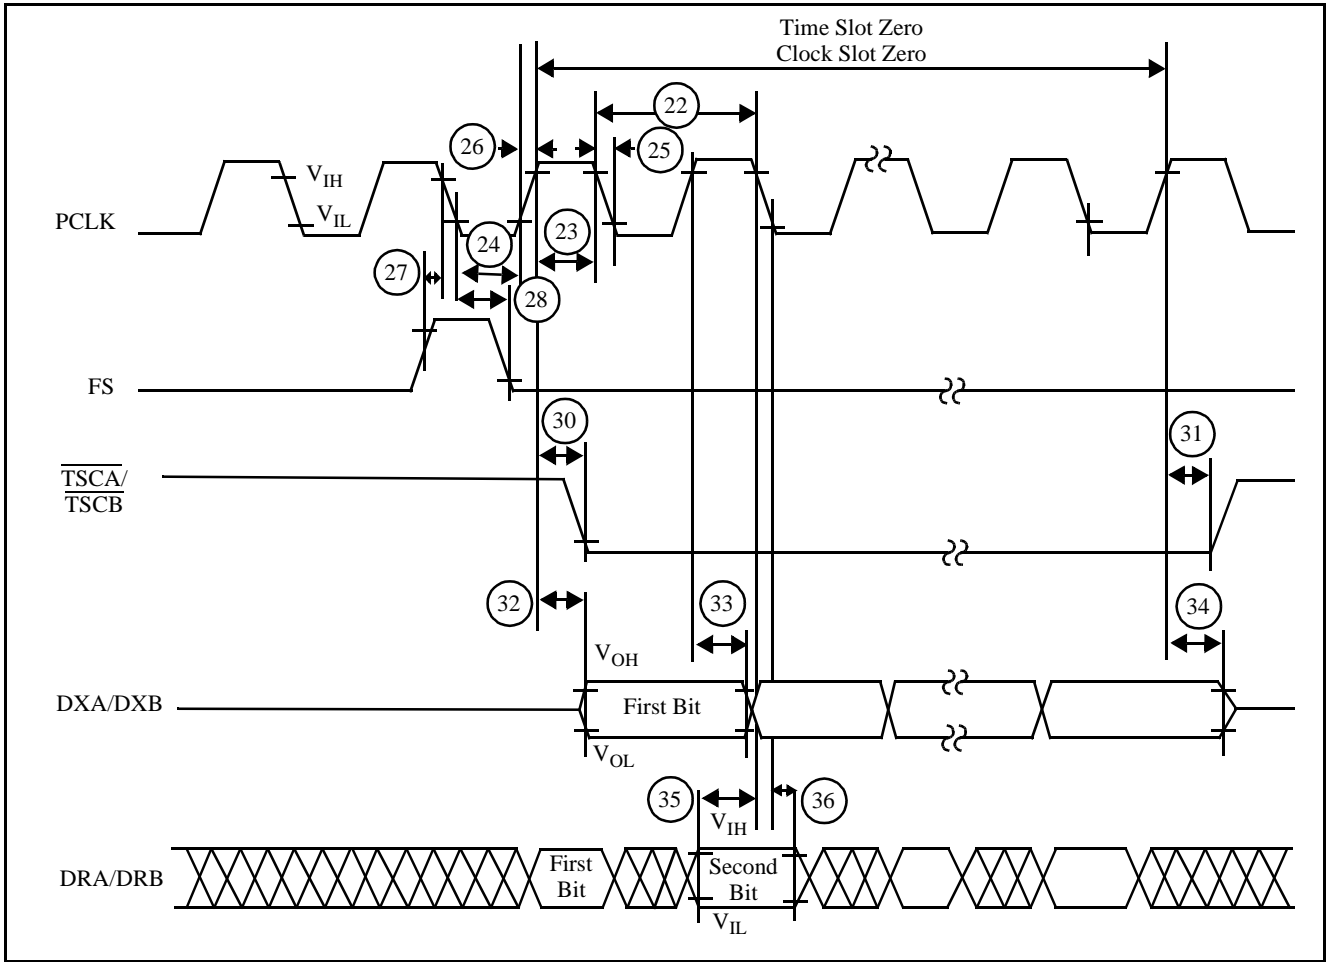 Time Slot Zero
Clock Slot Zero
22
26
25
V_IH
V_IL
PCLK
24
23
27
28
FS
30
31
TSCA/
TSCB
32
33
34
V_OH
DXA/DXB
First Bit
V_OL
35
36
V_IH
DRA/DRB
First
Bit
Second
Bit
V_IL